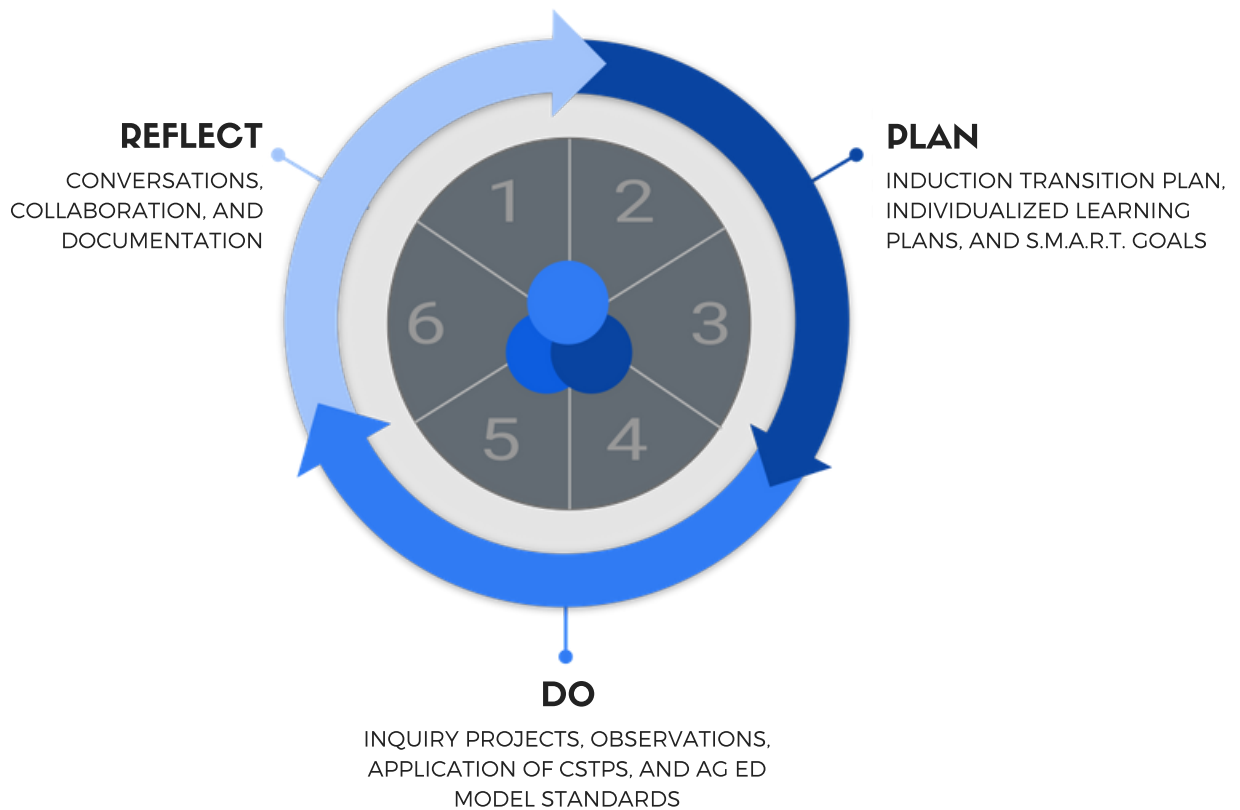 REFLECT
CONVERSATIONS,
COLLABORATION, AND
DOCUMENTATION
PLAN
INDUCTION TRANSITION PLAN,
INDIVIDUALIZED LEARNING
PLANS, AND S.M.A.R.T. GOALS
1
2
3
4
5
6
DO
INQUIRY PROJECTS, OBSERVATIONS,
APPLICATION OF CSTPS, AND AG ED
MODEL STANDARDS